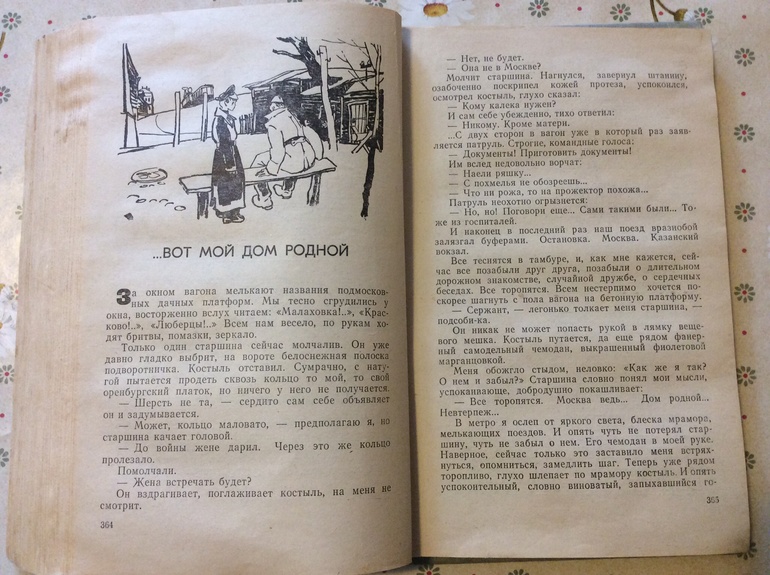 ...ВОТ МОЙ ДОМ РОДНОЙ
За окном вагона мелькают названия подмосков-
ных дачных платформ. Мы тесно сгрудились у
окна, восторженно вслух читаем: «Малаховка!..», «Крас-
ково!..», «Люберцы!..» Всем нам весело, по рукам хо-
дят бритвы, помазки, зеркало.
Только один старшина сейчас молчалив. Он уже
давно гладко выбрит, на вороте белоснежная полоска
подворотничка. Костыль отставил. Сумрачно, с нату-
гой пытается продеть сквозь кольцо то мой, то свой
оренбургский платок, но ничего у него не получается.
— Шерсть не та, — сердито сам себе объявляет
он и задумывается.
— Может, кольцо маловато, — предполагаю я, но
старшина качает головой.
— До войны жене дарил. Через это же кольцо
пролезало.
Помолчали.
— Жена встречать будет?
Он вздрагивает, поглаживает костыль, на меня не
смотрит.
364
— Нет, не будет.
— Она не в Москве?
Молчит старшина. Нагнулся, завернул штанину,
озабоченно поскрипел кожей протеза, успокоился,
осмотрел костыль, глухо сказал:
— Кому калека нужен?
И сам себе убежденно, тихо ответил:
— Никому. Кроме матери.
...С двух сторон в вагон уже в который раз заяв-
ляется патруль. Строгие, командные голоса:
— Документы! Приготовить документы!
Им вслед недовольно ворчат:
— Наели ряшку...
— С похмелья не обозреешь...
— Что ни рожа, то на прожектор похожа...
Патруль неохотно огрызнется:
— Но, но! Поговори еще... Сами такими были... То-
же из госпиталей.
И наконец в последний раз наш поезд вразнобой
залязгал буферами. Остановка. Москва. Казанский
вокзал.
Все теснятся в тамбуре, и, как мне кажется, сей-
час все позабыли друг друга, позабыли о длительном
дорожном знакомстве, случайной дружбе, о сердечных
беседах. Все торопятся. Всем нестерпимо хочется по-
скорее шагнуть с пола вагона на бетонную платформу.
— Сержант, — легонько толкает меня старшина, —
подсоби-ка.
Он никак не может попасть рукой в лямку веще-
вого мешка. Костыль путается, да еще рядом фанер-
ный самодельный чемодан, выкрашенный фиолетовой
марганцовкой.
Меня обожгло стыдом, неловко: «Как же я так?
О нем и забыл?» Старшина словно понял мои мысли,
успокаивающе, добродушно покашливает:
— Все торопятся. Москва ведь... Дом родной...
Невтерпеж...
В метро я ослеп от яркого света, блеска мрамора,
мелькающих поездов. И опять чуть не потерял стар-
шину, чуть не забыл о нем. Его чемодан в моей руке.
Наверное, сейчас только это заставило меня встрях-
нуться, опомниться, замедлить шаг. Теперь уже рядом
торопливо, глухо шлепает по мрамору костыль. И опять
успокоительный, словно виноватый, запыхавшийся го-
365